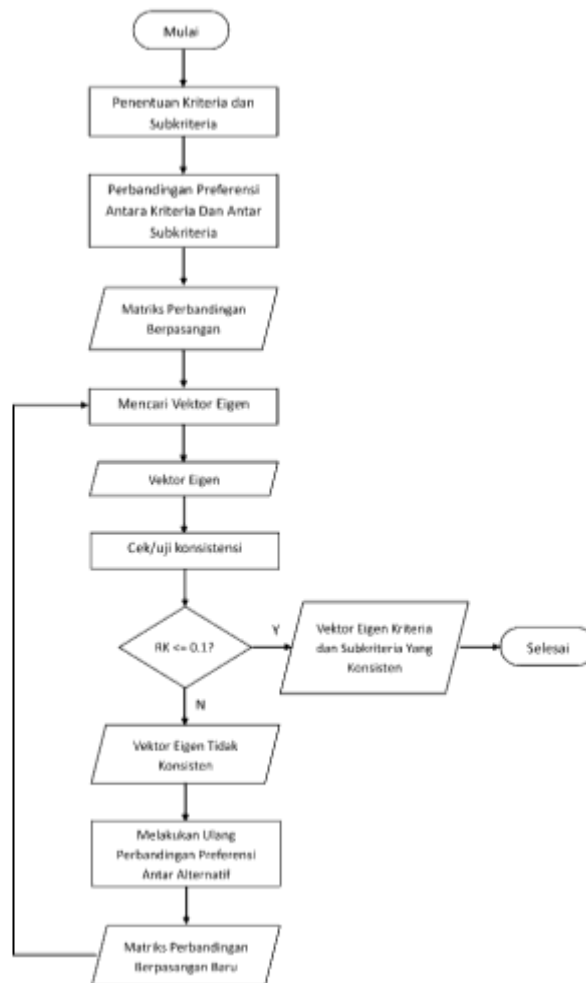 Mulai
Penentuan Kriteria dan
Subkriteria
Perbandingan Preferensi
Antara Kriteria Dan Antar
Subkriteria
Matriks Perbandingan
Berpasangan
Mencari Vektor Eigen
Vektor Eigen
Cek/uji konsistensi
RK <= 0.1?
Y
Vektor Eigen Kriteria
dan Subkriteria Yang
Konsisten
Selesai
N
Vektor Eigen Tidak
Konsisten
Melakukan Ulang
Perbandingan Preferensi
Antar Alternatif
Matriks Perbandingan
Berpasangan Baru